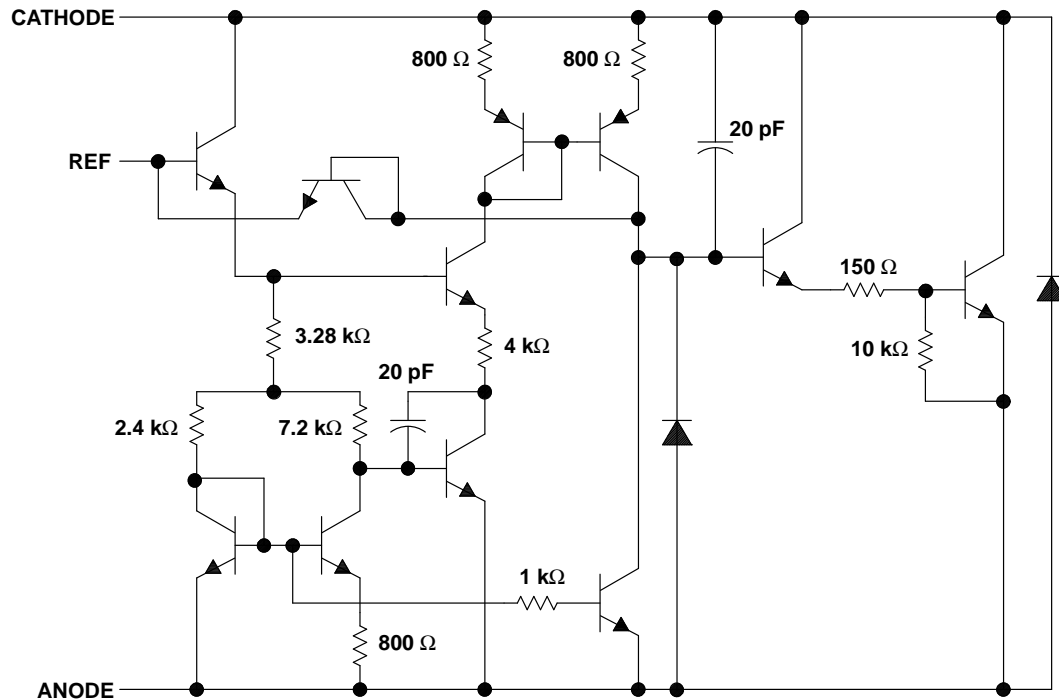 CATHODE
800 Ω
800 Ω
20 pF
REF
150 Ω
3.28 kΩ
4 kΩ
10 kΩ
20 pF
2.4 kΩ
7.2 kΩ
1 kΩ
800 Ω
ANODE